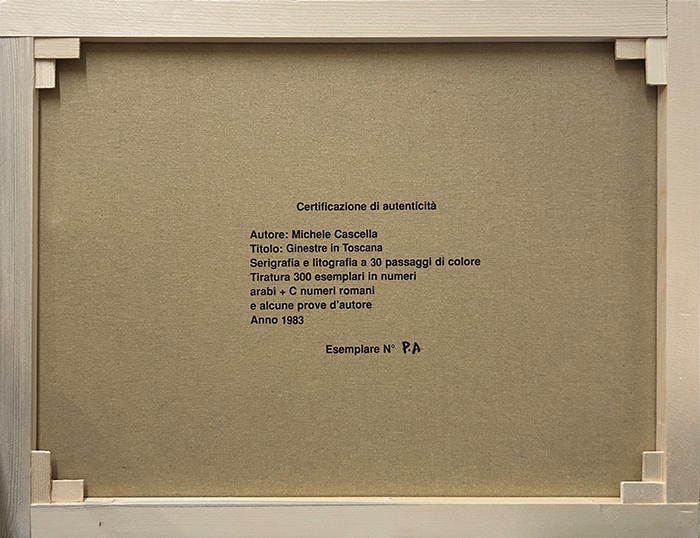 Certificazione di autenticità
Autore: Michele Cascella
Titolo: Ginestre in Toscana
Serigrafia e litografia a 30 passaggi di colore
Tiratura 300 esemplari in numeri
arabi + C numeri romani
e alcune prove d'autore
Anno 1983
Esemplare N° P.A